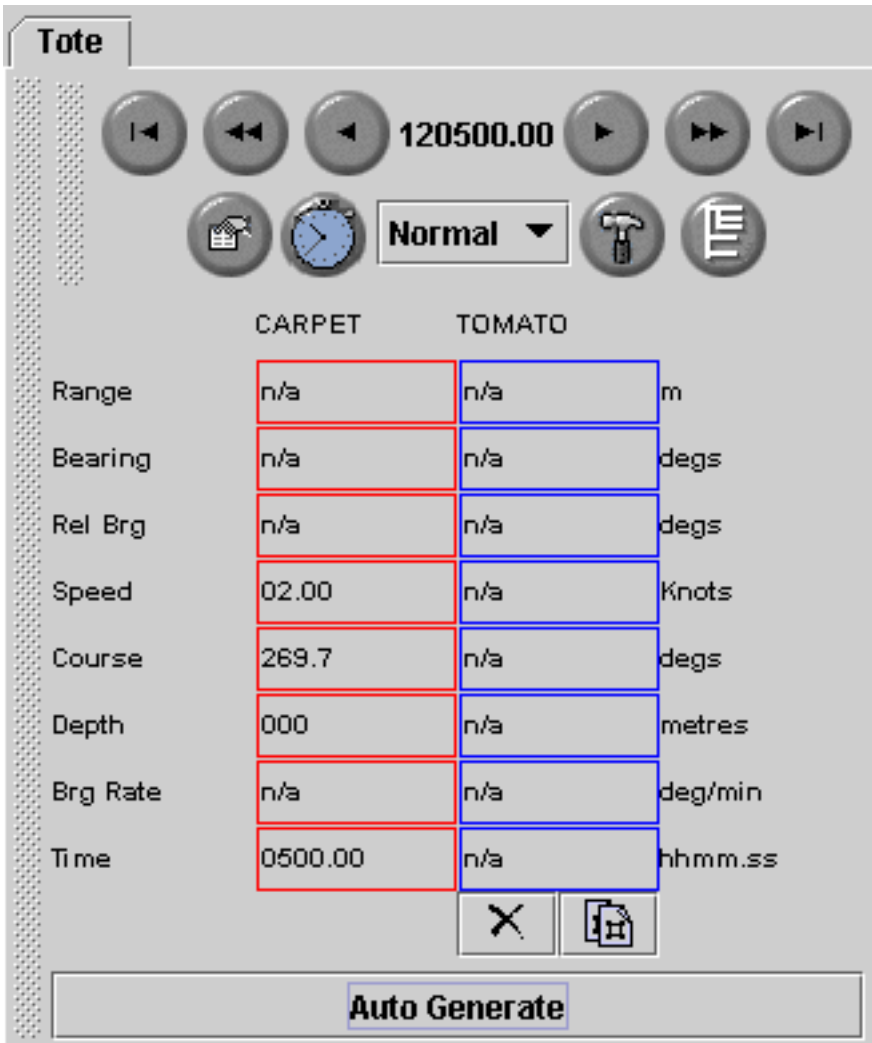 Tote
120500.00
Normal
CARPET TOMATO
Range n/a n/a m
Bearing n/a n/a degs
Rel Brg n/a n/a degs
Speed 02.00 n/a Knots
Course 269.7 n/a degs
Depth 000 n/a metres
Brg Rate n/a n/a deg/min
Time 0500.00 n/a hhmm.ss
Auto Generate